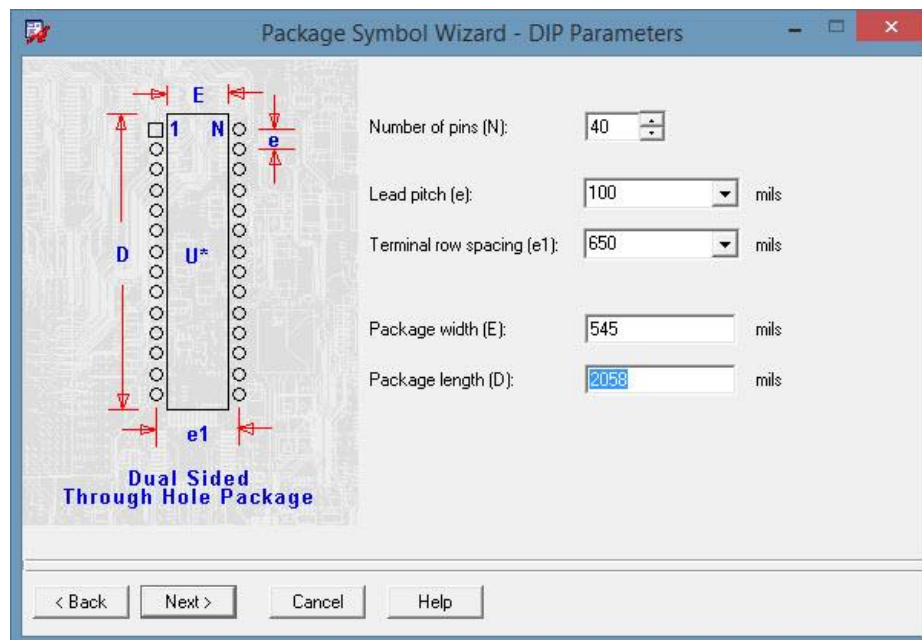 Package Symbol Wizard - DIP Parameters
E
1 N
e
D
U*
e1
Dual Sided
Through Hole Package
Number of pins (N): 40
Lead pitch (e): 100 mils
Terminal row spacing (e1): 650 mils
Package width (E): 545 mils
Package length (D): 2058 mils
< Back Next > Cancel Help